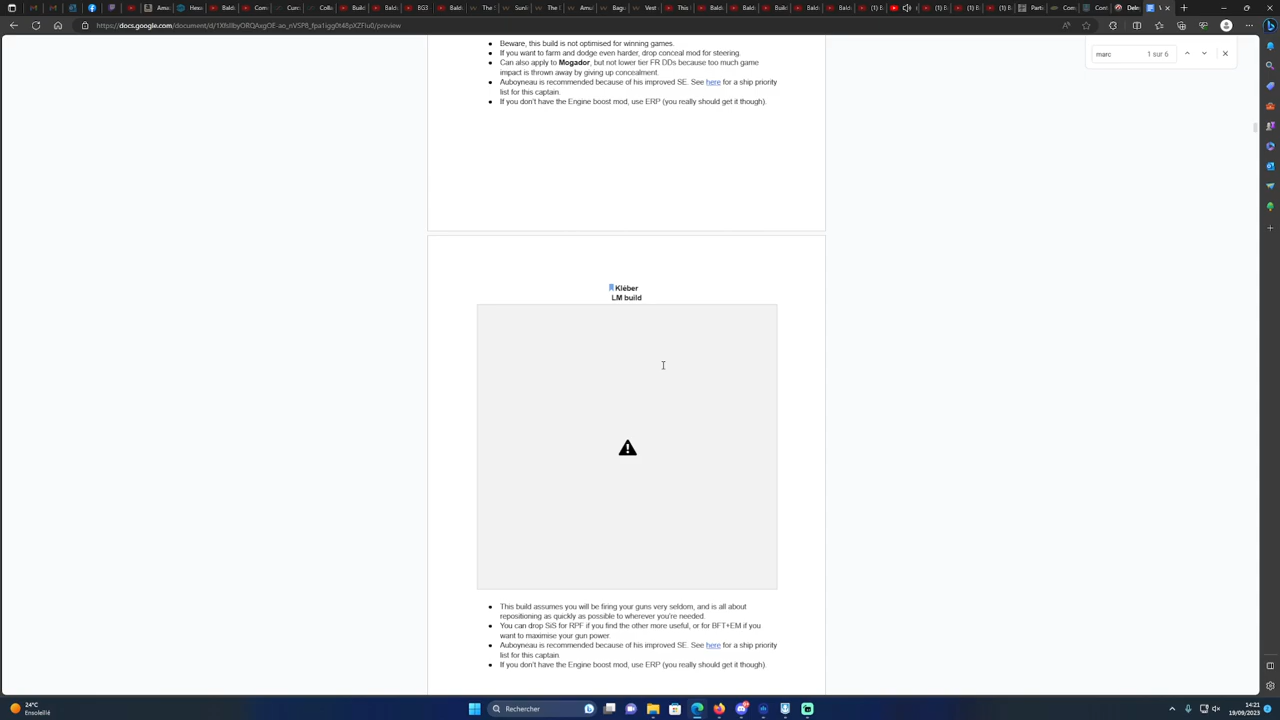 https://docs.google.com/document/d/
marc
1 sur 6
Beware, this build is not optimised for winning games.
If you want to farm and dodge even harder, drop conceal mod for steering.
Can also apply to Mogador, but not lower tier FR DDs because too much game
impact is thrown away by giving up concealment.
Auboyneau is recommended because of his improved SE. See here for a ship priority
list for this captain.
If you don't have the Engine boost mod, use ERP (you really should get it though).
Kléber
LM build
This build assumes you will be firing your guns very seldom, and is all about
repositioning as quickly as possible to wherever you're needed.
You can drop SiS for RPF if you find the other more useful, or for BFT+EM if you
want to maximise your gun power.
Auboyneau is recommended because of his improved SE. See here for a ship priority
list for this captain.
If you don't have the Engine boost mod, use ERP (you really should get it though)
24°C
Ensoleillé
Rechercher
14:21
19/09/2023